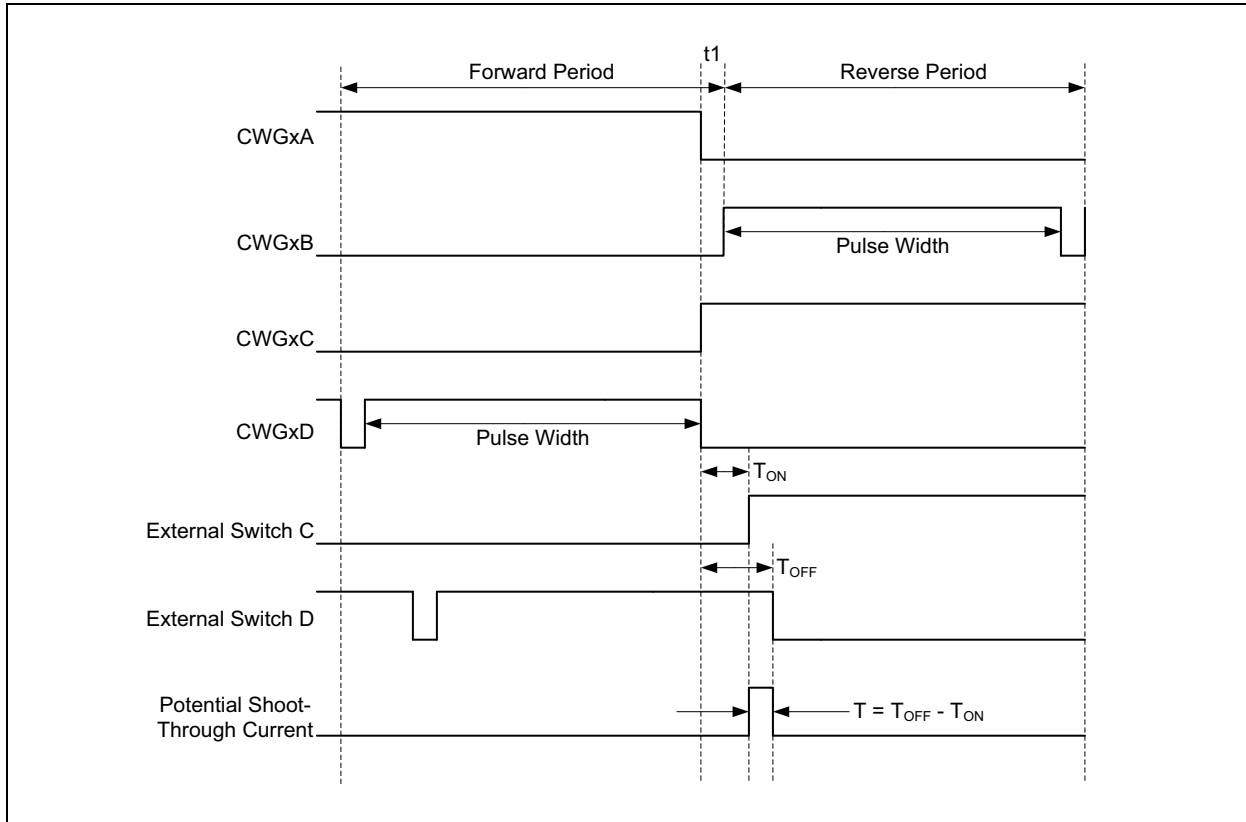 t1
Forward Period
Reverse Period
CWGxA
CWGxB
Pulse Width
CWGxC
CWGxD
Pulse Width
TON
External Switch C
TOFF
External Switch D
Potential Shoot-
Through Current
T = TOFF - TON